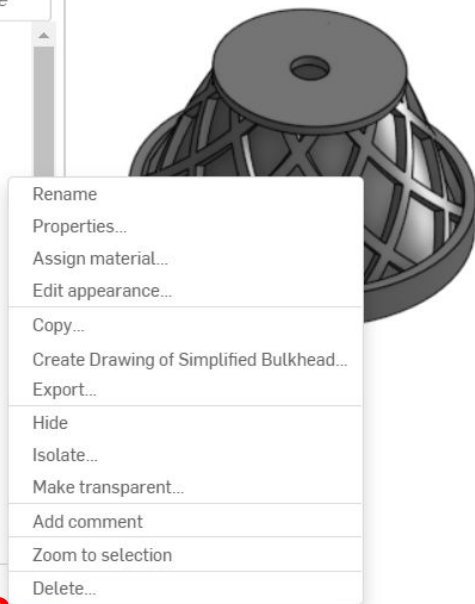 Rename
Properties...
Assign material...
Edit appearance...
Copy...
Create Drawing of Simplified Bulkhead...
Export...
Hide
Isolate...
Make transparent...
Add comment
Zoom to selection
Delete...